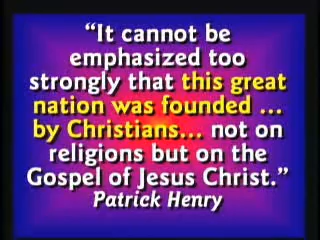 “It cannot be
emphasized too
strongly that this great
nation was founded ...
by Christians... not on
religions but on the
Gospel of Jesus Christ.”
Patrick Henry